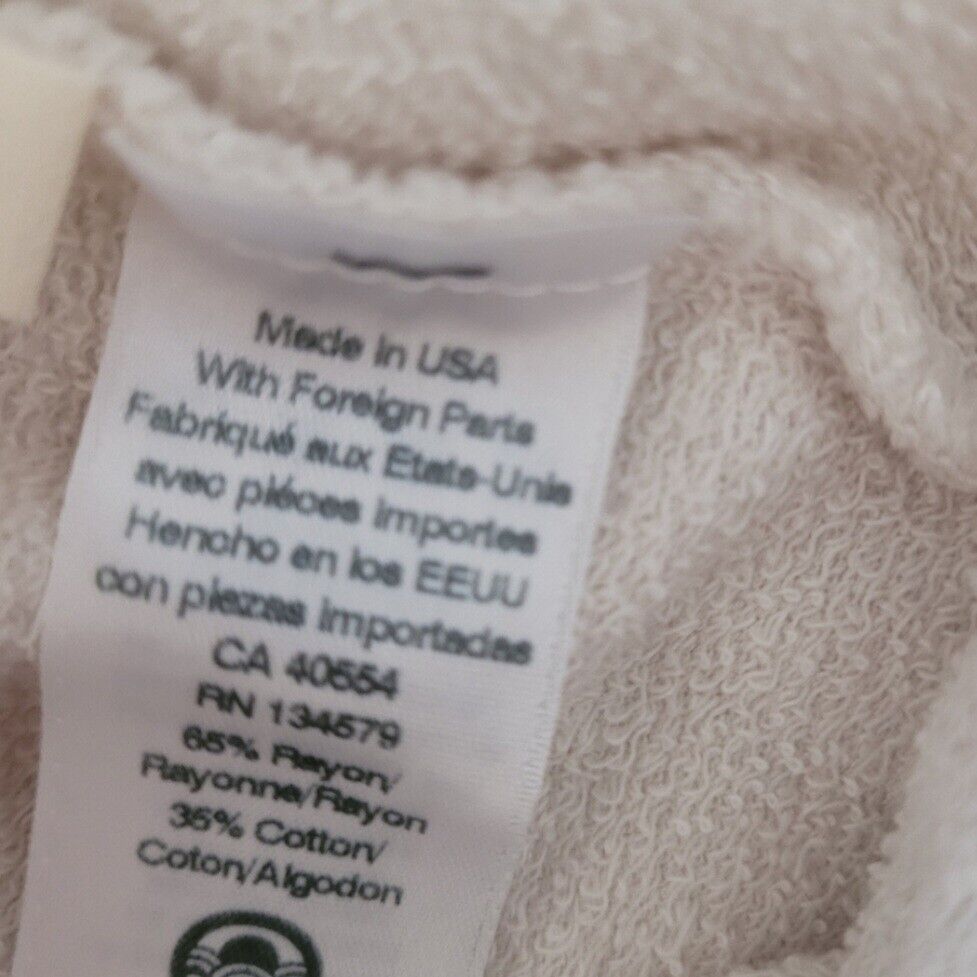 Made in USA
With Foreign Parts
Fabriqué aux Etats-Unis
avec piéces importes
Hencho en los EEUU
con piezas importadas
CA 40554
RN 134579
65% Rayon/
Rayonne/Rayon
35% Cotton/
Coton/Algodon